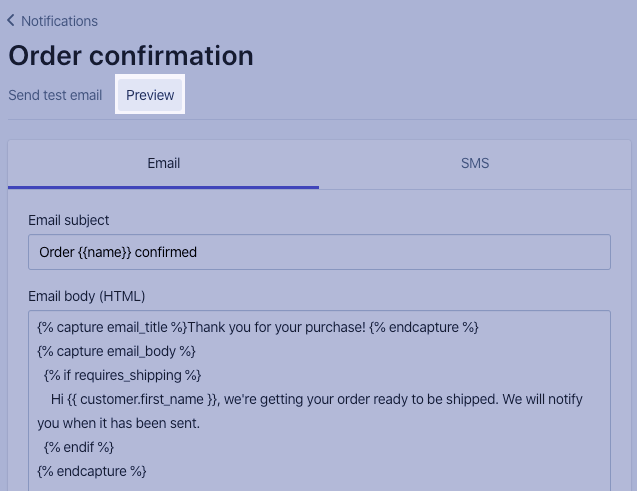 Notifications
Order confirmation
Send test email Preview
Email SMS
Email subject
Order {{name}} confirmed
Email body (HTML)
{% capture email_title %}Thank you for your purchase! {% endcapture %}
{% capture email_body %}
{% if requires_shipping %}
Hi {{ customer.first_name }}, we're getting your order ready to be shipped. We will notify
you when it has been sent.
{% endif %}
{% endcapture %}